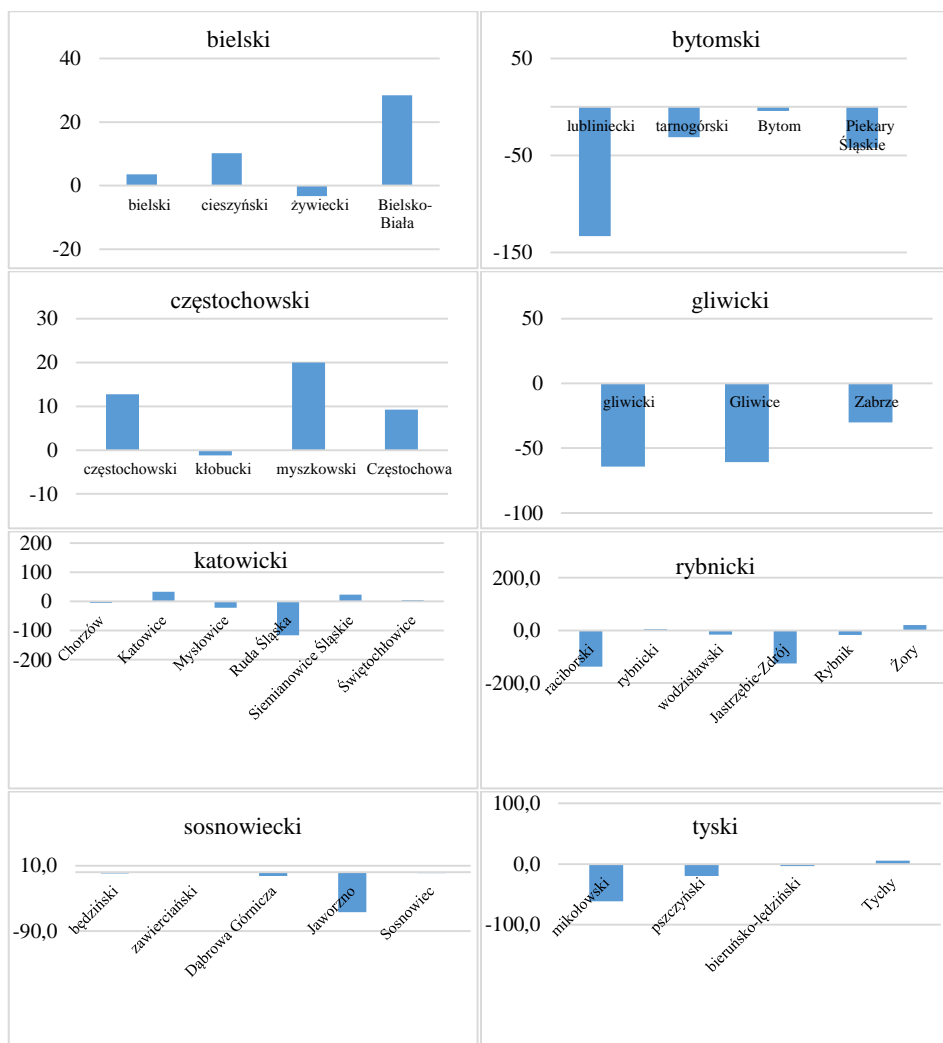 bielski
40
20
0
-20
bielski cieszyński żywiecki Bielsko-
Biała
bytomski
50
0
-50
-150
lubliniecki tarnogórski Bytom Piekary
Śląskie
częstochowski
30
20
10
0
-10
częstochowski kłobucki myszkowski Częstochowa
gliwicki
50
0
-50
-100
gliwicki Gliwice Zabrze
katowicki
200
100
0
-100
-200
Chorzów
Katowice
Mysłowice
Ruda Śląska
Siemianowice Śląskie
Świętochłowice
rybnicki
200,0
0,0
-200,0
raciborski
rybnicki
wodzisławski
Jastrzębie-Zdrój
Rybnik
Żory
sosnowiecki
10,0
-90,0
będziński
zawierciański
Dąbrowa Górnicza
Jaworzno
Sosnowiec
tyski
100,0
0,0
-100,0
mikołowski
pszczyński
bieruńsko-lędziński
Tychy